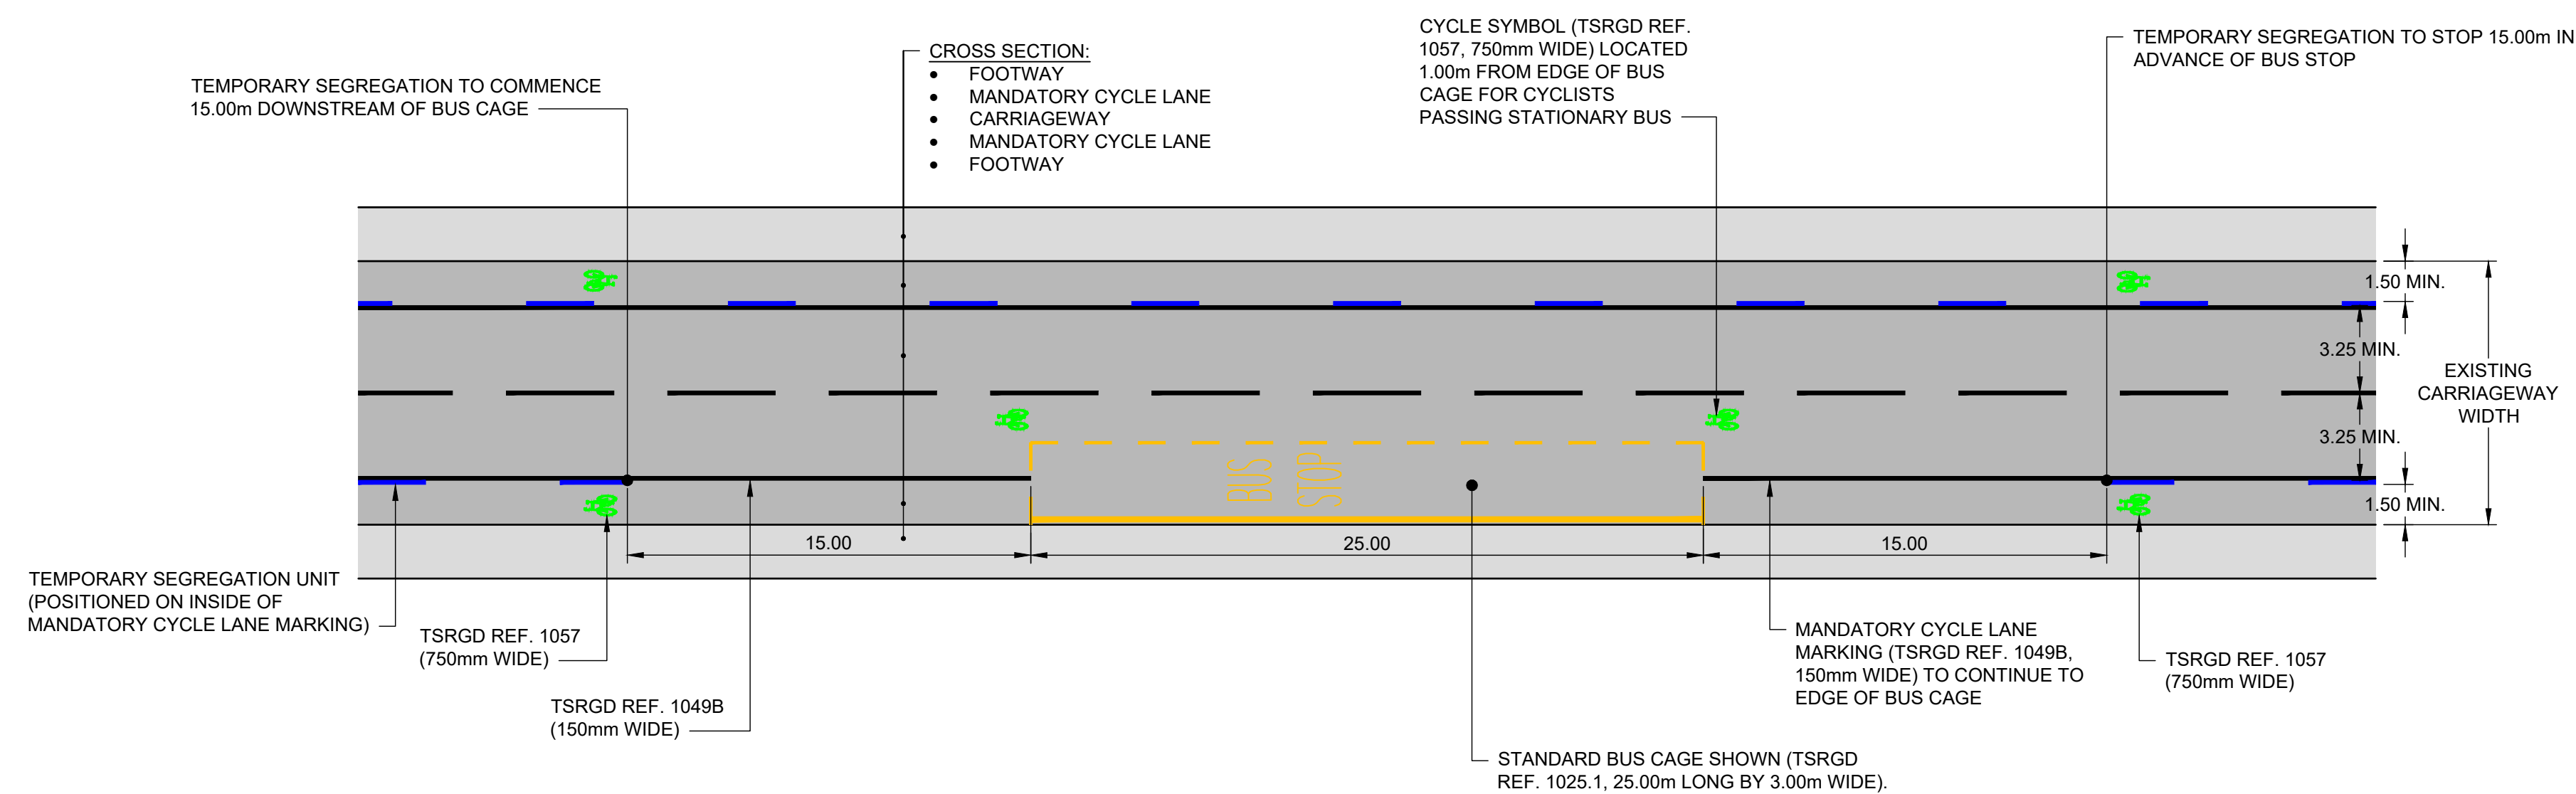 TEMPORARY SEGREGATION TO COMMENCE
15.00m DOWNSTREAM OF BUS CAGE
CROSS SECTION:
• FOOTWAY
• MANDATORY CYCLE LANE
• CARRIAGEWAY
• MANDATORY CYCLE LANE
• FOOTWAY
CYCLE SYMBOL (TSRGD REF.
1057, 750mm WIDE) LOCATED
1.00m FROM EDGE OF BUS
CAGE FOR CYCLISTS
PASSING STATIONARY BUS
TEMPORARY SEGREGATION TO STOP 15.00m IN
ADVANCE OF BUS STOP
1.50 MIN.
3.25 MIN.
EXISTING
CARRIAGEWAY
WIDTH
3.25 MIN.
1.50 MIN.
BUS
STOP
15.00
25.00
15.00
TEMPORARY SEGREGATION UNIT
(POSITIONED ON INSIDE OF
MANDATORY CYCLE LANE MARKING)
TSRGD REF. 1057
(750mm WIDE)
TSRGD REF. 1049B
(150mm WIDE)
MANDATORY CYCLE LANE
MARKING (TSRGD REF. 1049B,
150mm WIDE) TO CONTINUE TO
EDGE OF BUS CAGE
TSRGD REF. 1057
(750mm WIDE)
STANDARD BUS CAGE SHOWN (TSRGD
REF. 1025.1, 25.00m LONG BY 3.00m WIDE).